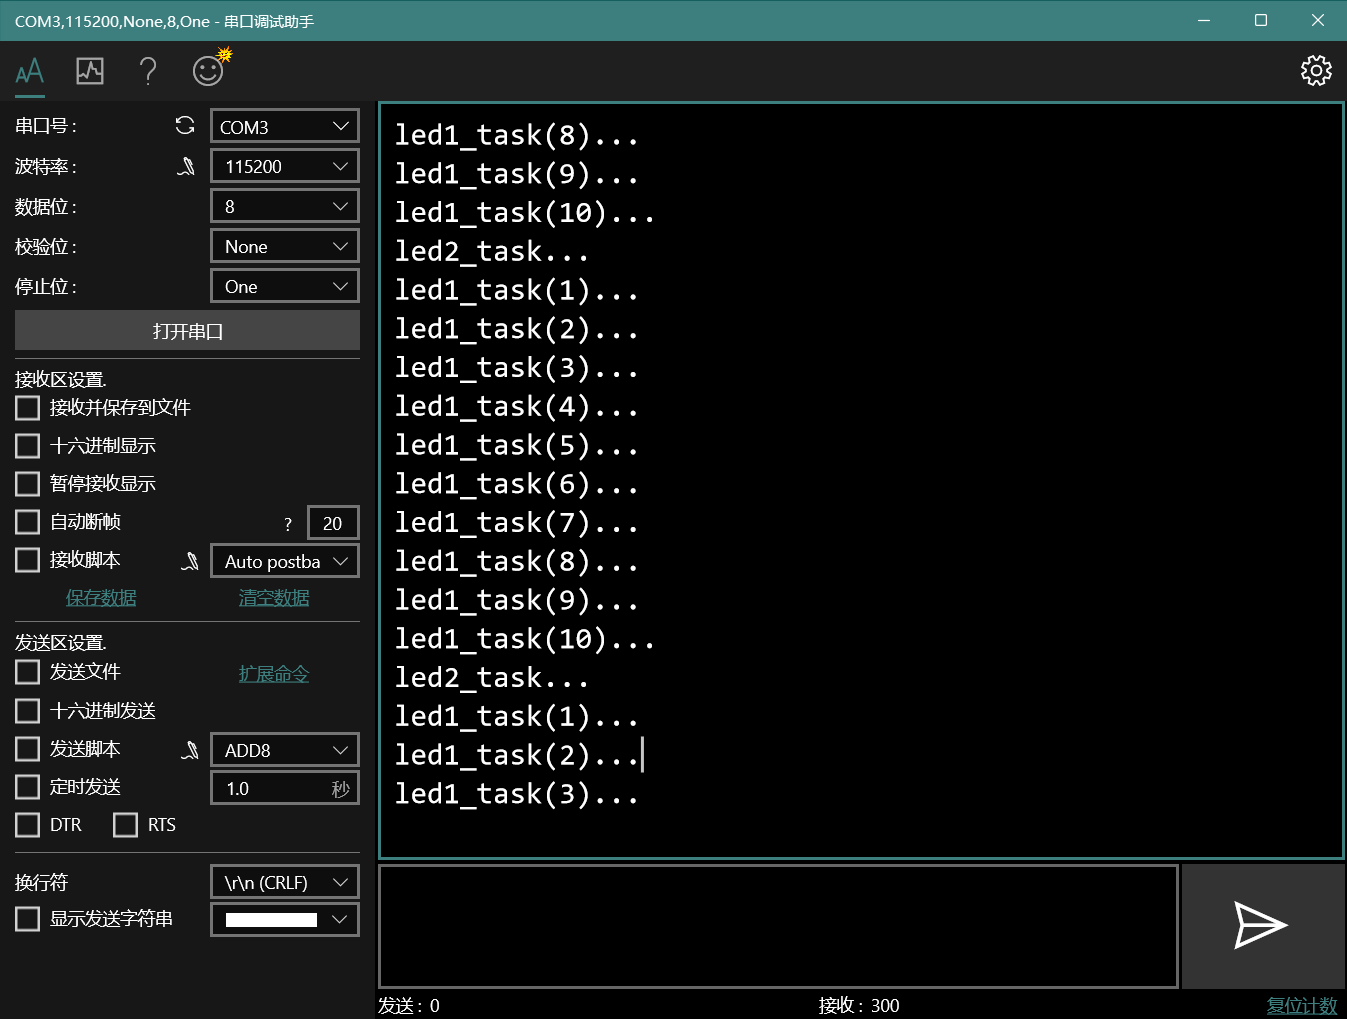 COM3,115200,None,8,One - 串口调试助手
串口号 :
COM3
波特率 :
115200
数据位 :
8
校验位 :
None
停止位 :
One
打开串口
接收区设置.
接收并保存到文件
十六进制显示
暂停接收显示
自动断帧
?
20
接收脚本
Auto postba
保存数据
清空数据
发送区设置.
发送文件
扩展命令
十六进制发送
发送脚本
ADD8
定时发送
1.0
秒
DTR
RTS
换行符
\r\n (CRLF)
显示发送字符串
led1_task(8)...
led1_task(9)...
led1_task(10)...
led2_task...
led1_task(1)...
led1_task(2)...
led1_task(3)...
led1_task(4)...
led1_task(5)...
led1_task(6)...
led1_task(7)...
led1_task(8)...
led1_task(9)...
led1_task(10)...
led2_task...
led1_task(1)...
led1_task(2)...
led1_task(3)...
发送 : 0
接收 : 300
复位计数